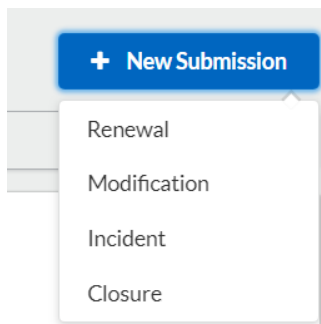 + New Submission
Renewal
Modification
Incident
Closure